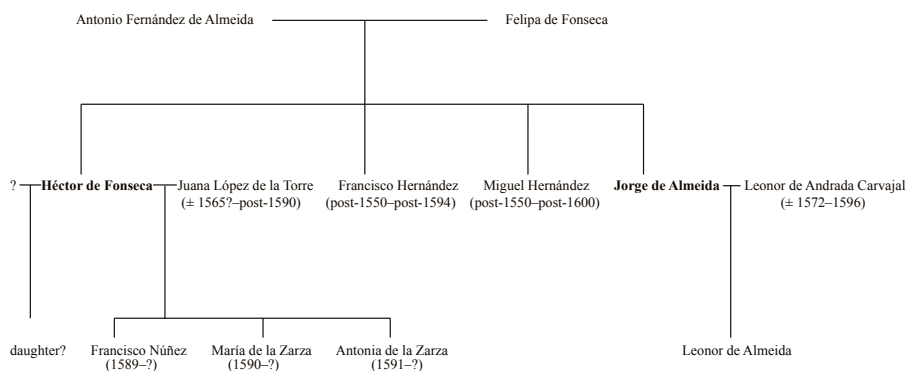 Antonio Fernández de Almeida Felipa de Fonseca
? Héctor de Fonseca Juana López de la Torre Francisco Hernández Miguel Hernández Jorge de Almeida Leonor de Andrada Carvajal
(± 1565?–post-1590) (post-1550–post-1594) (post-1550–post-1600) (± 1572–1596)
daughter? Francisco Núñez María de la Zarza Antonia de la Zarza Leonor de Almeida
(1589–?) (1590–?) (1591–?)